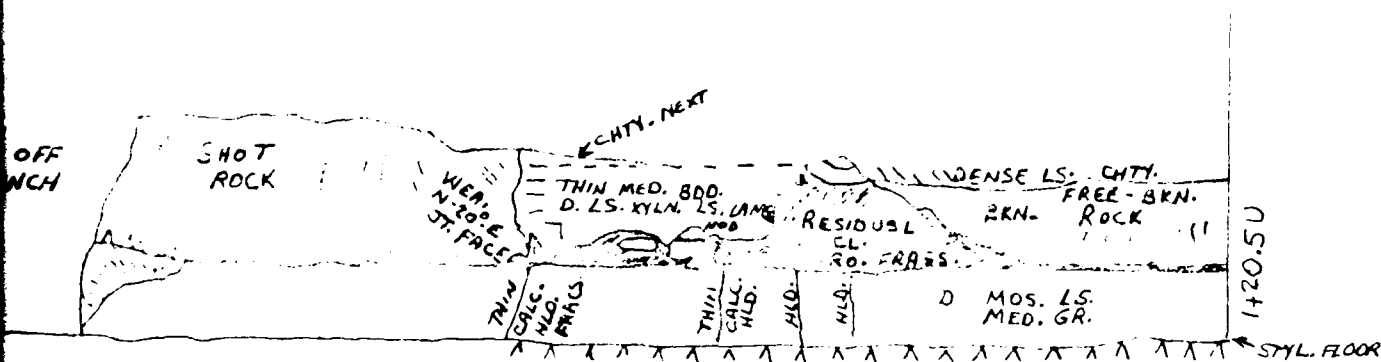 CHTY. NEXT
OFF
NCH
SHOT
ROCK
WEA.
N-20°E
JT. FACE
THIN MED. BDD.
D. LS. XYLN. LS. LAMS
NOD
RESIDUSL
CL.
RO. FRAGS.
DENSE LS. CHTY.
FREE-BKN.
BKN- ROCK
THIN
CALC.
HLD.
FRACS
THIN
CALC.
HLD.
HLD.
HLD.
D MOS. LS.
MED. GR.
1+20.5U
STYL. FLOOR